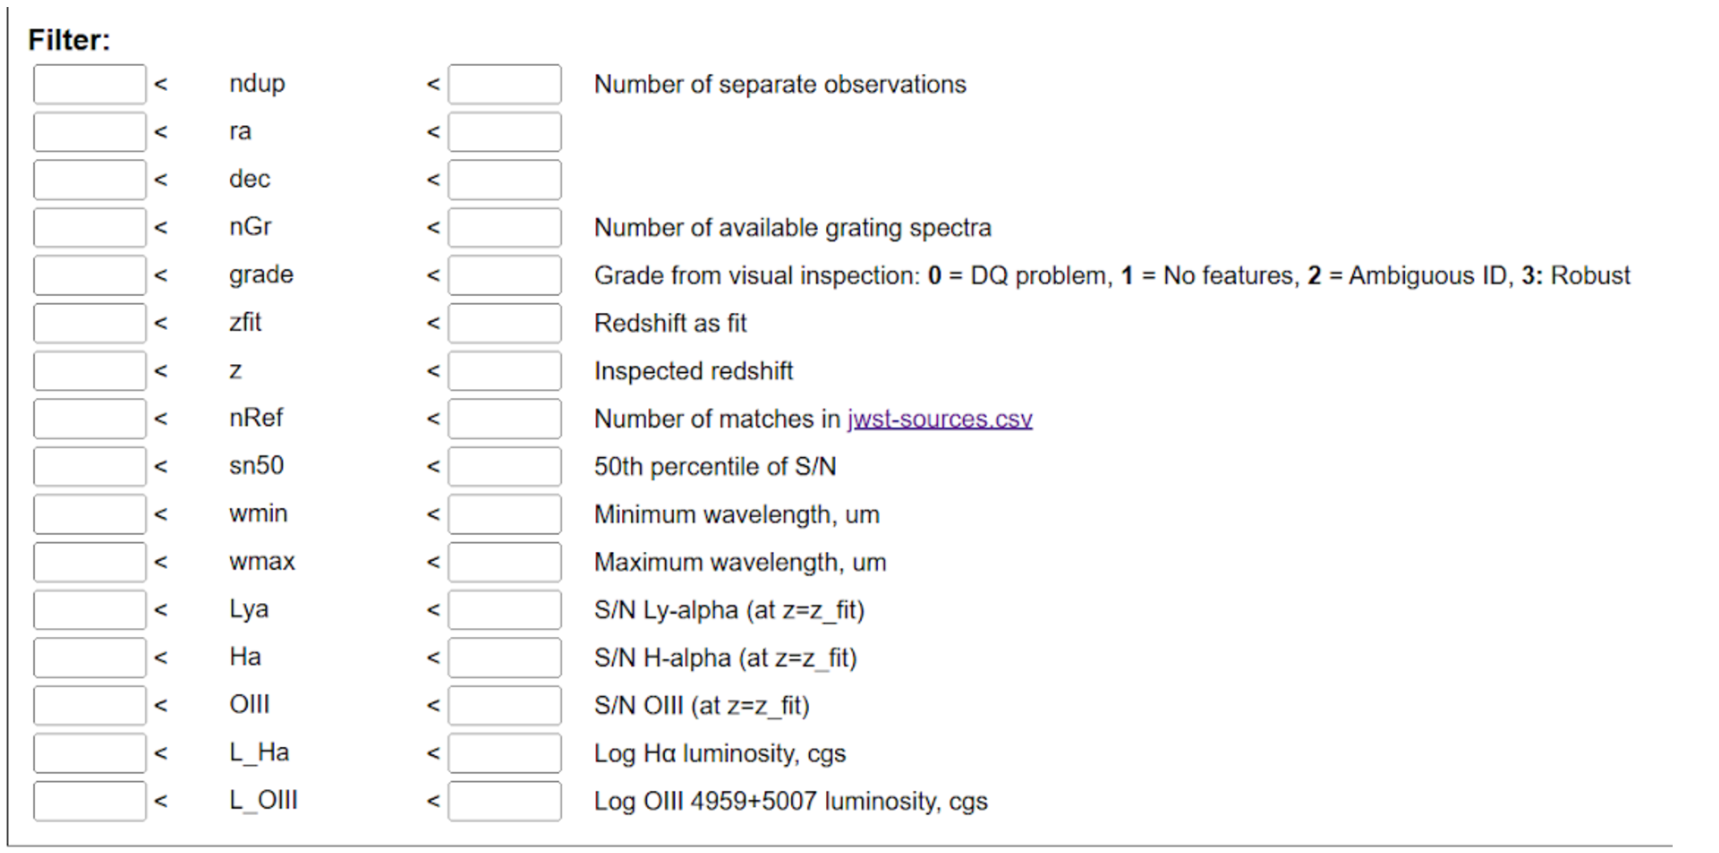 Filter:
< ndup < Number of separate observations
< ra <
< dec <
< nGr < Number of available grating spectra
< grade < Grade from visual inspection: 0 = DQ problem, 1 = No features, 2 = Ambiguous ID, 3: Robust
< zfit < Redshift as fit
< z < Inspected redshift
< nRef < Number of matches in jwst-sources.csv
< sn50 < 50th percentile of S/N
< wmin < Minimum wavelength, um
< wmax < Maximum wavelength, um
< Lya < S/N Ly-alpha (at z=z_fit)
< Ha < S/N H-alpha (at z=z_fit)
< OIII < S/N OIII (at z=z_fit)
< L_Ha < Log Hα luminosity, cgs
< L_OIII < Log OIII 4959+5007 luminosity, cgs